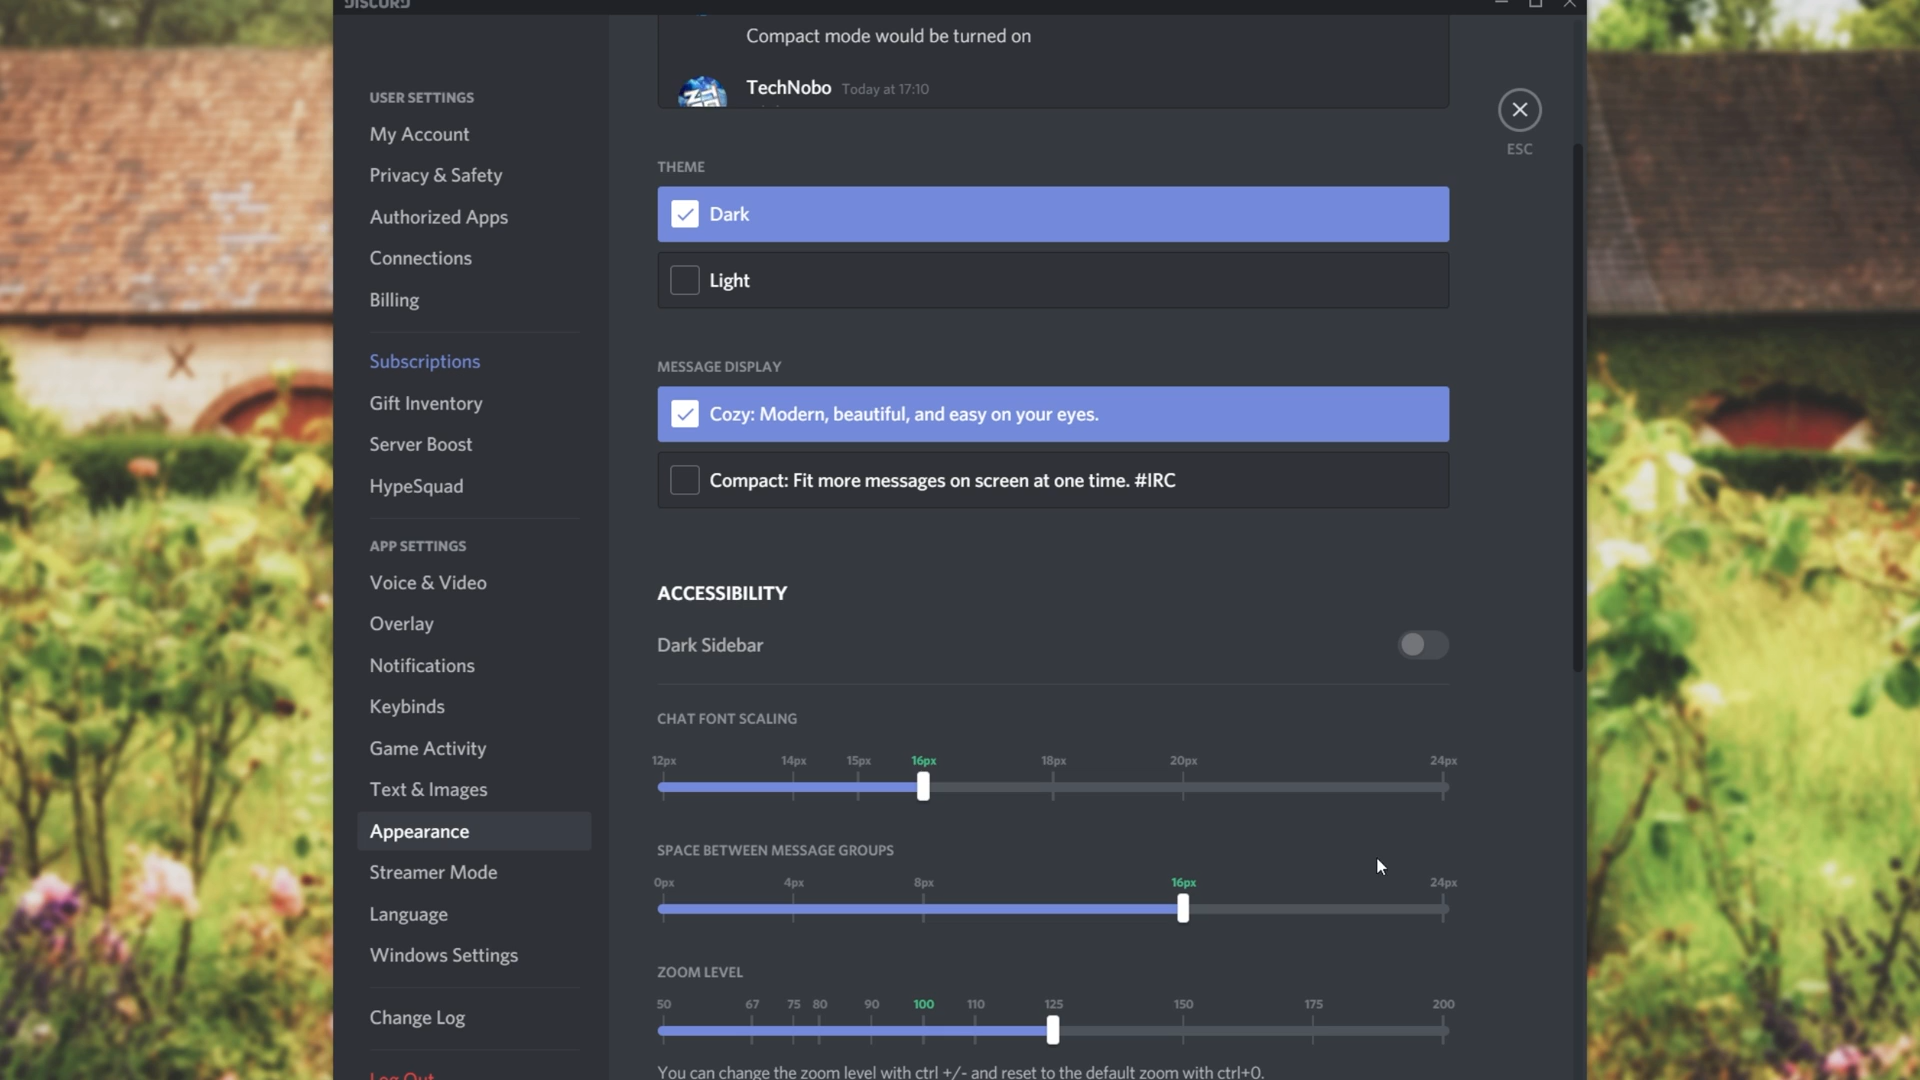 DISCORD
Compact mode would be turned on
TechNobo Today at 17:10
ESC
USER SETTINGS
My Account
Privacy & Safety
Authorized Apps
Connections
Billing
Subscriptions
Gift Inventory
Server Boost
HypeSquad
APP SETTINGS
Voice & Video
Overlay
Notifications
Keybinds
Game Activity
Text & Images
Appearance
Streamer Mode
Language
Windows Settings
Change Log
Log Out
THEME
Dark
Light
MESSAGE DISPLAY
Cozy: Modern, beautiful, and easy on your eyes.
Compact: Fit more messages on screen at one time. #IRC
ACCESSIBILITY
Dark Sidebar
CHAT FONT SCALING
12px 14px 15px 16px 18px 20px 24px
SPACE BETWEEN MESSAGE GROUPS
0px 4px 8px 16px 24px
ZOOM LEVEL
50 67 75 80 90 100 110 125 150 175 200
You can change the zoom level with ctrl +/- and reset to the default zoom with ctrl+0.